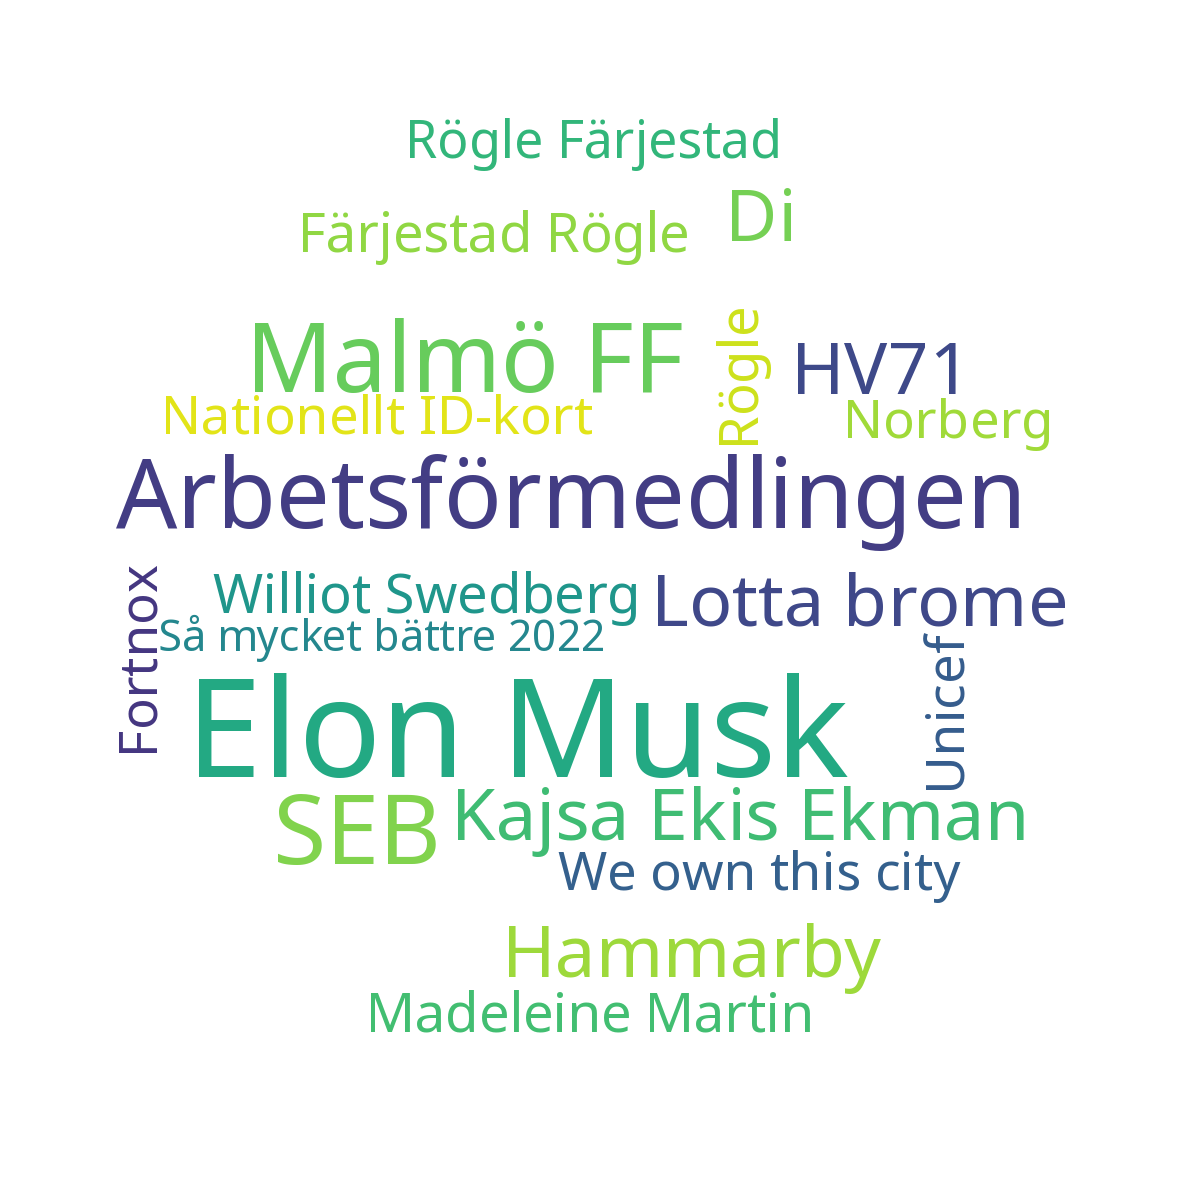 Rögle Färjestad
Di
Färjestad Rögle
Malmö FF
Rögle
HV71
Nationellt ID-kort
Norberg
Arbetsförmedlingen
Fortnox
Williot Swedberg
Lotta brome
Så mycket bättre 2022
Unicef
Elon Musk
SEB
Kajsa Ekis Ekman
We own this city
Hammarby
Madeleine Martin